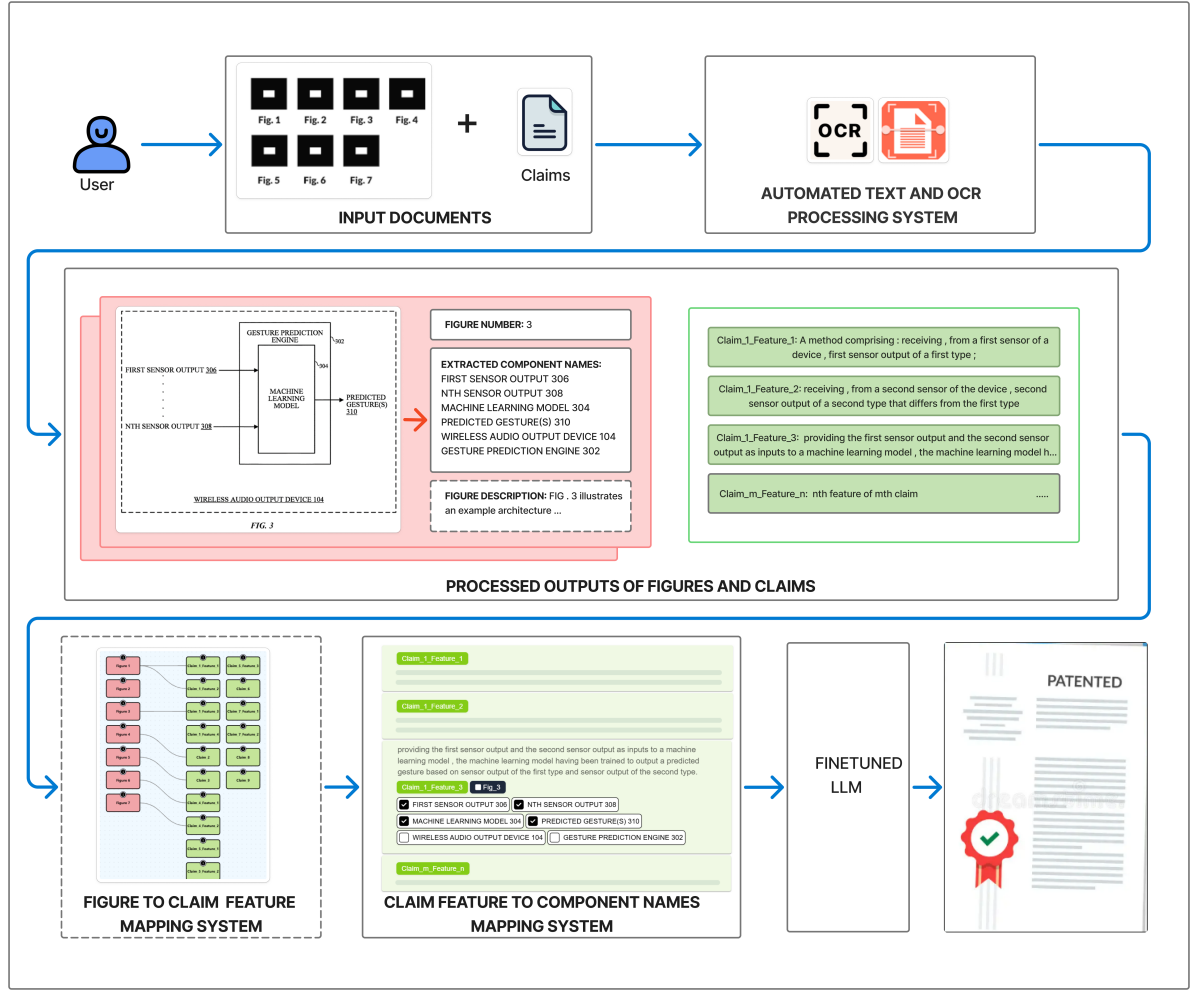 User
Fig. 1
Fig. 2
Fig. 3
Fig. 4
Fig. 5
Fig. 6
Fig. 7
+
Claims
INPUT DOCUMENTS
OCR
AUTOMATED TEXT AND OCR
PROCESSING SYSTEM
GESTURE PREDICTION
ENGINE
302
304
FIRST SENSOR OUTPUT 306
MACHINE
LEARNING
MODEL
PREDICTED
GESTURE(S)
310
NTH SENSOR OUTPUT 308
WIRELESS AUDIO OUTPUT DEVICE 104
FIG. 3
FIGURE NUMBER: 3
EXTRACTED COMPONENT NAMES:
FIRST SENSOR OUTPUT 306
NTH SENSOR OUTPUT 308
MACHINE LEARNING MODEL 304
PREDICTED GESTURE(S) 310
WIRELESS AUDIO OUTPUT DEVICE 104
GESTURE PREDICTION ENGINE 302
FIGURE DESCRIPTION: FIG . 3 illustrates
an example architecture ...
Claim_1_Feature_1: A method comprising : receiving , from a first sensor of a
device , first sensor output of a first type ;
Claim_1_Feature_2: receiving , from a second sensor of the device , second
sensor output of a second type that differs from the first type
Claim_1_Feature_3: providing the first sensor output and the second sensor
output as inputs to a machine learning model , the machine learning model h...
Claim_m_Feature_n: nth feature of mth claim .....
PROCESSED OUTPUTS OF FIGURES AND CLAIMS
FIGURE TO CLAIM FEATURE
MAPPING SYSTEM
Claim_1_Feature_1
Claim_1_Feature_2
providing the first sensor output and the second sensor output as inputs to a machine
learning model , the machine learning model having been trained to output a predicted
gesture based on sensor output of the first type and sensor output of the second type.
Claim_1_Feature_3
Fig_3
FIRST SENSOR OUTPUT 306
NTH SENSOR OUTPUT 308
MACHINE LEARNING MODEL 304
PREDICTED GESTURE(S) 310
WIRELESS AUDIO OUTPUT DEVICE 104
GESTURE PREDICTION ENGINE 302
Claim_m_Feature_n
CLAIM FEATURE TO COMPONENT NAMES
MAPPING SYSTEM
FINETUNED
LLM
PATENTED